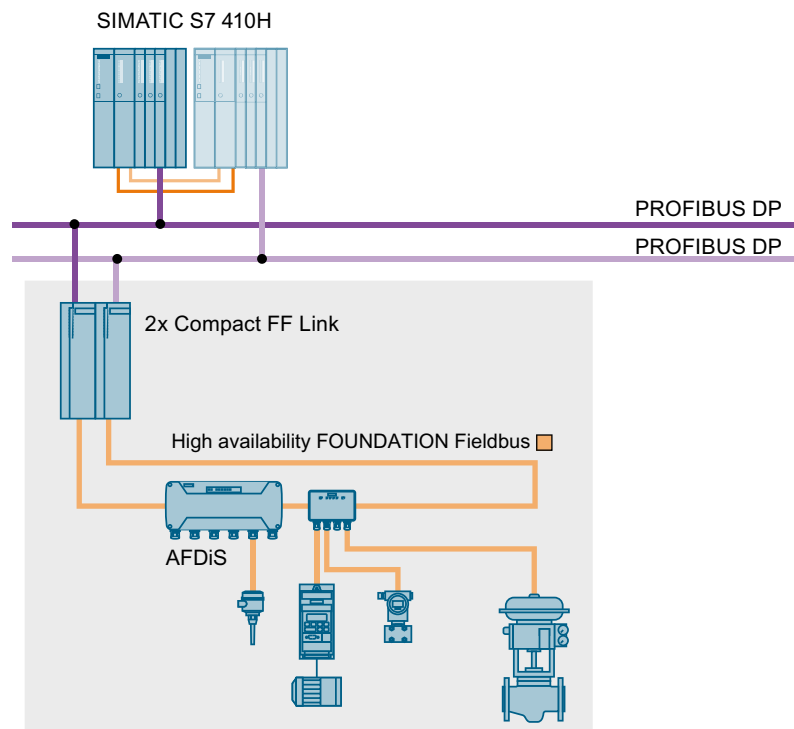 SIMATIC S7 410H
PROFIBUS DP
PROFIBUS DP
2x Compact FF Link
High availability FOUNDATION Fieldbus
AFDiS